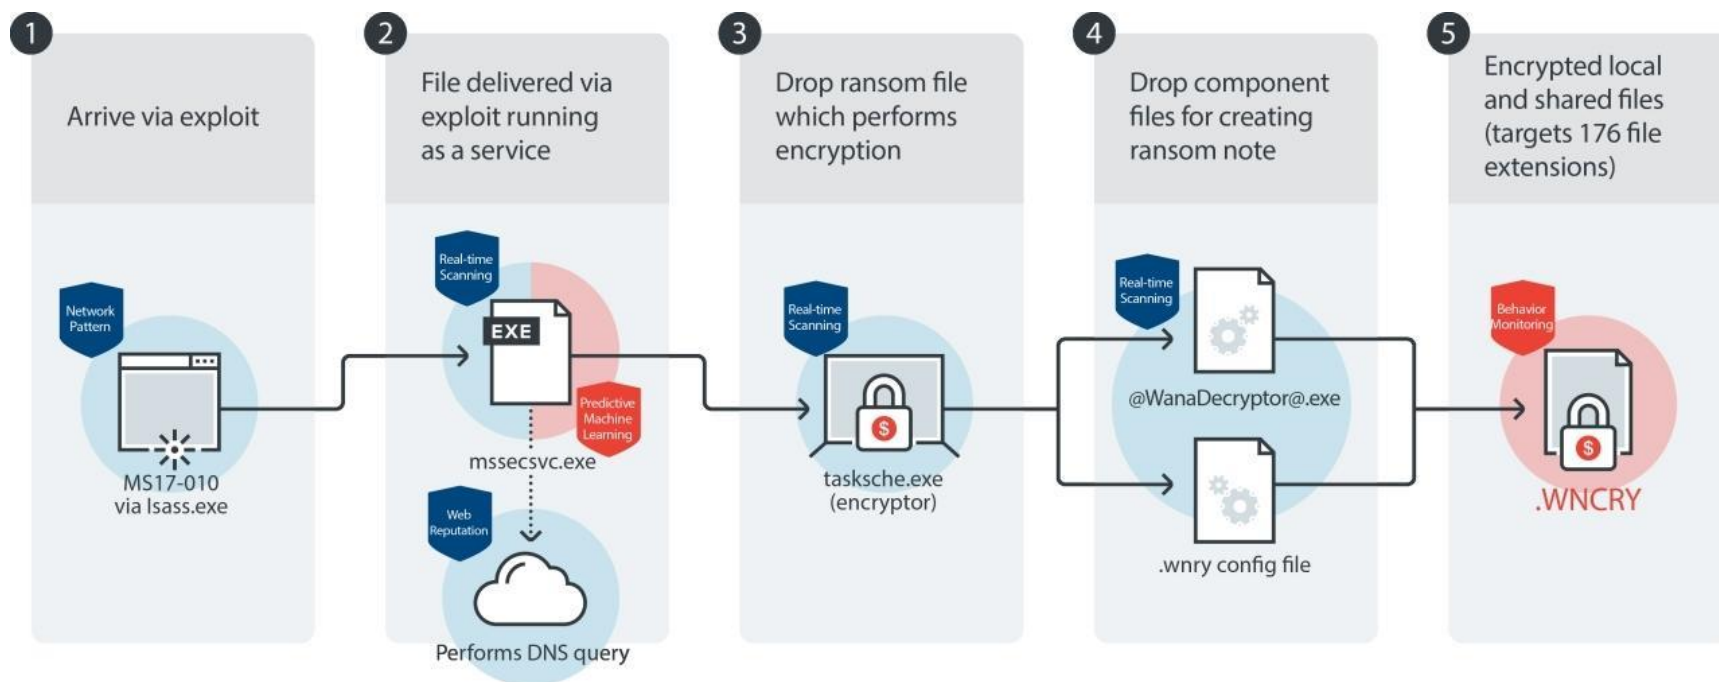 1
Arrive via exploit
Network
Pattern
MS17-010
via lsass.exe
2
File delivered via
exploit running
as a service
Real-time
Scanning
EXE
Predictive
Machine
Learning
mssecsvc.exe
Web
Reputation
Performs DNS query
3
Drop ransom file
which performs
encryption
Real-time
Scanning
$
tasksche.exe
(encryptor)
4
Drop component
files for creating
ransom note
Real-time
Scanning
@WanaDecryptor@.exe
.wnry config file
5
Encrypted local
and shared files
(targets 176 file
extensions)
Behavior
Monitoring
$
.WNCRY